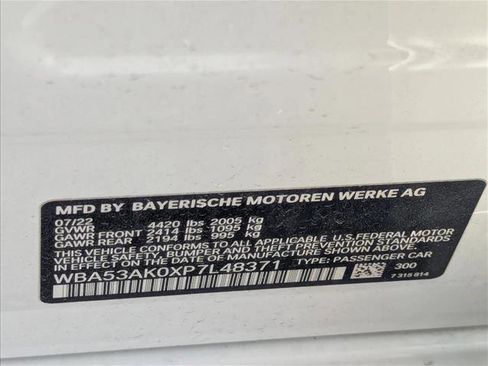 MFD BY BAYERISCHE MOTOREN WERKE AG
07/22
GVWR 4420 lbs 2005 kg
GAWR FRONT 2414 lbs 1095 kg
GAWR REAR 2194 lbs 995 kg
THIS VEHICLE CONFORMS TO ALL APPLICABLE U.S. FEDERAL MOTOR
VEHICLE SAFETY, BUMPER AND THEFT PREVENTION STANDARDS
IN EFFECT ON THE DATE OF MANUFACTURE SHOWN ABOVE.
WBA53AK0XP7L48371 TYPE: PASSENGER CAR
300
7 315 814